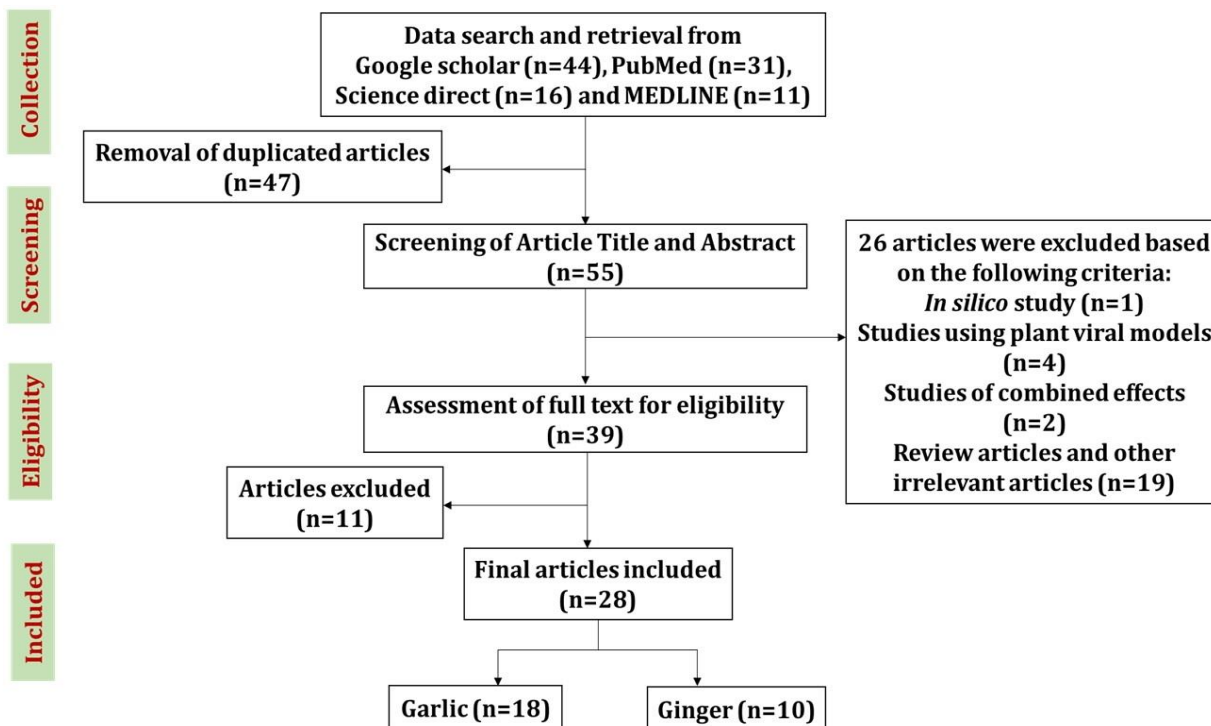 Collection
Data search and retrieval from
Google scholar (n=44), PubMed (n=31),
Science direct (n=16) and MEDLINE (n=11)
Removal of duplicated articles
(n=47)
Screening
Screening of Article Title and Abstract
(n=55)
26 articles were excluded based
on the following criteria:
In silico study (n=1)
Studies using plant viral models
(n=4)
Studies of combined effects
(n=2)
Review articles and other
irrelevant articles (n=19)
Eligibility
Assessment of full text for eligibility
(n=39)
Articles excluded
(n=11)
Included
Final articles included
(n=28)
Garlic (n=18)
Ginger (n=10)